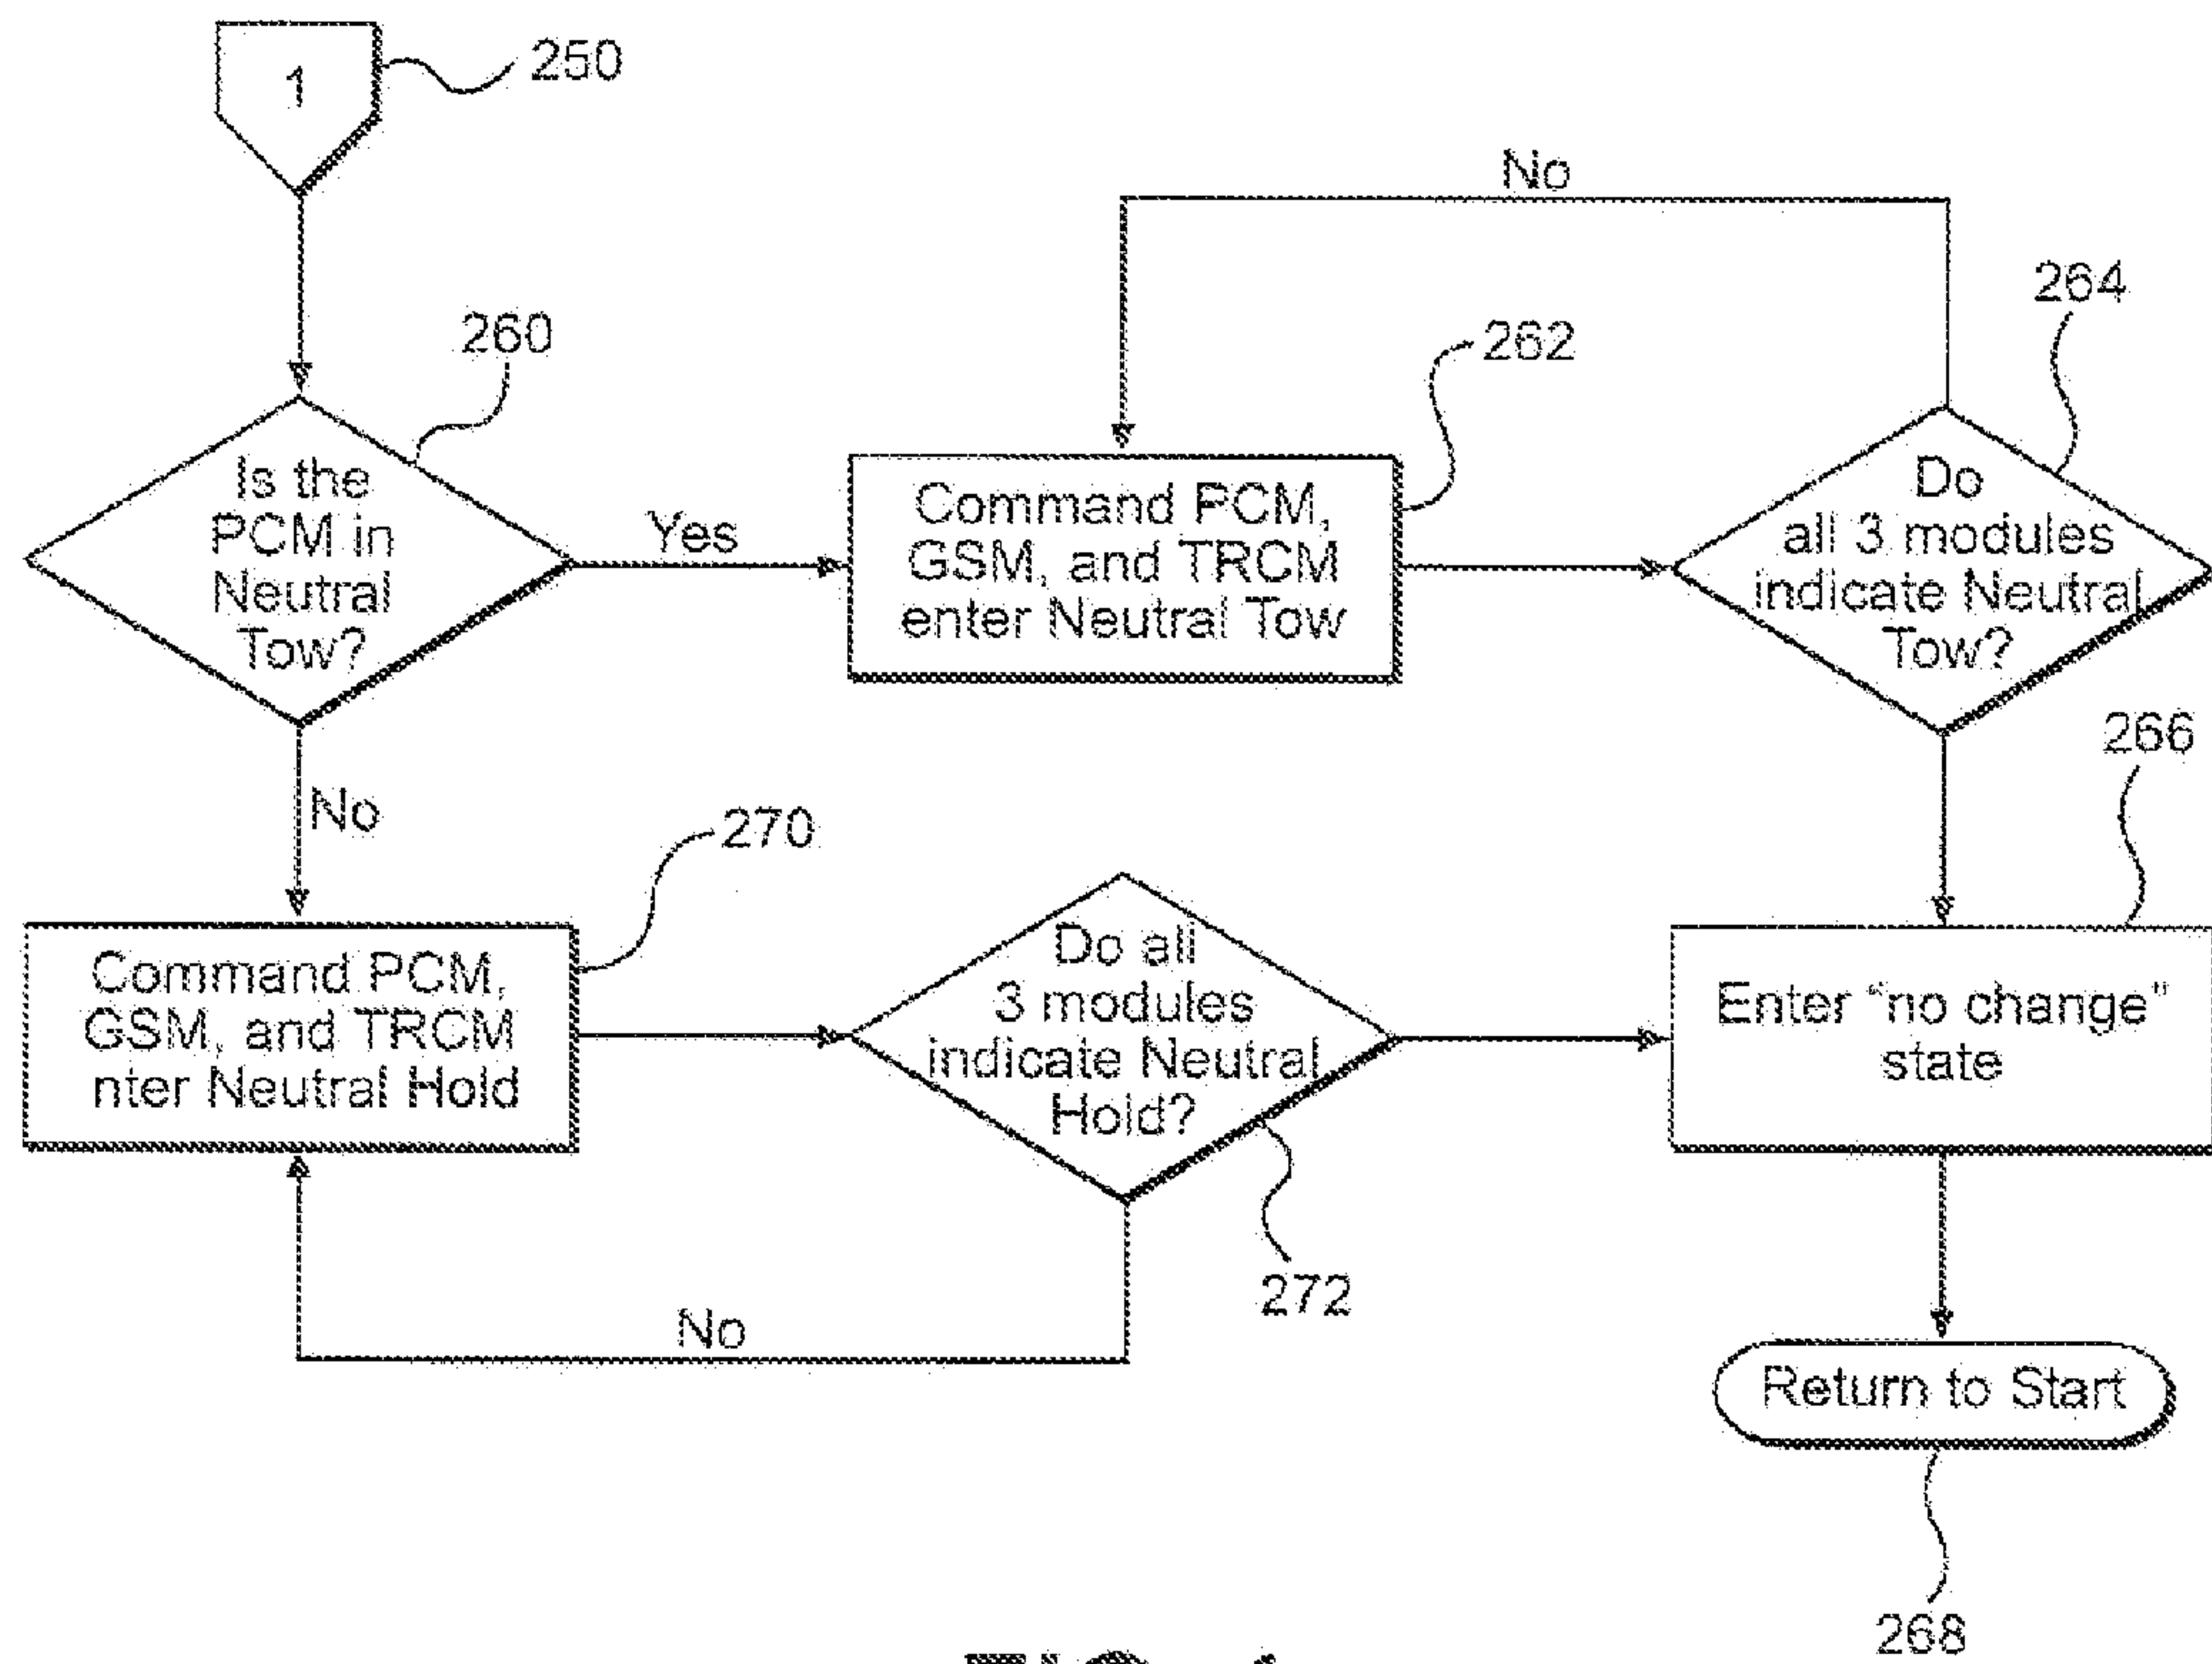 1
250
No
264
260
262
Is the
PCM in
Neutral
Tow?
Yes
Command PCM,
GSM, and TRCM
enter Neutral Tow
Do
all 3 modules
indicate Neutral
Tow?
266
No
270
Command PCM,
GSM, and TRCM
nter Neutral Hold
Do all
3 modules
indicate Neutral
Hold?
Enter “no change”
state
272
No
Return to Start
268